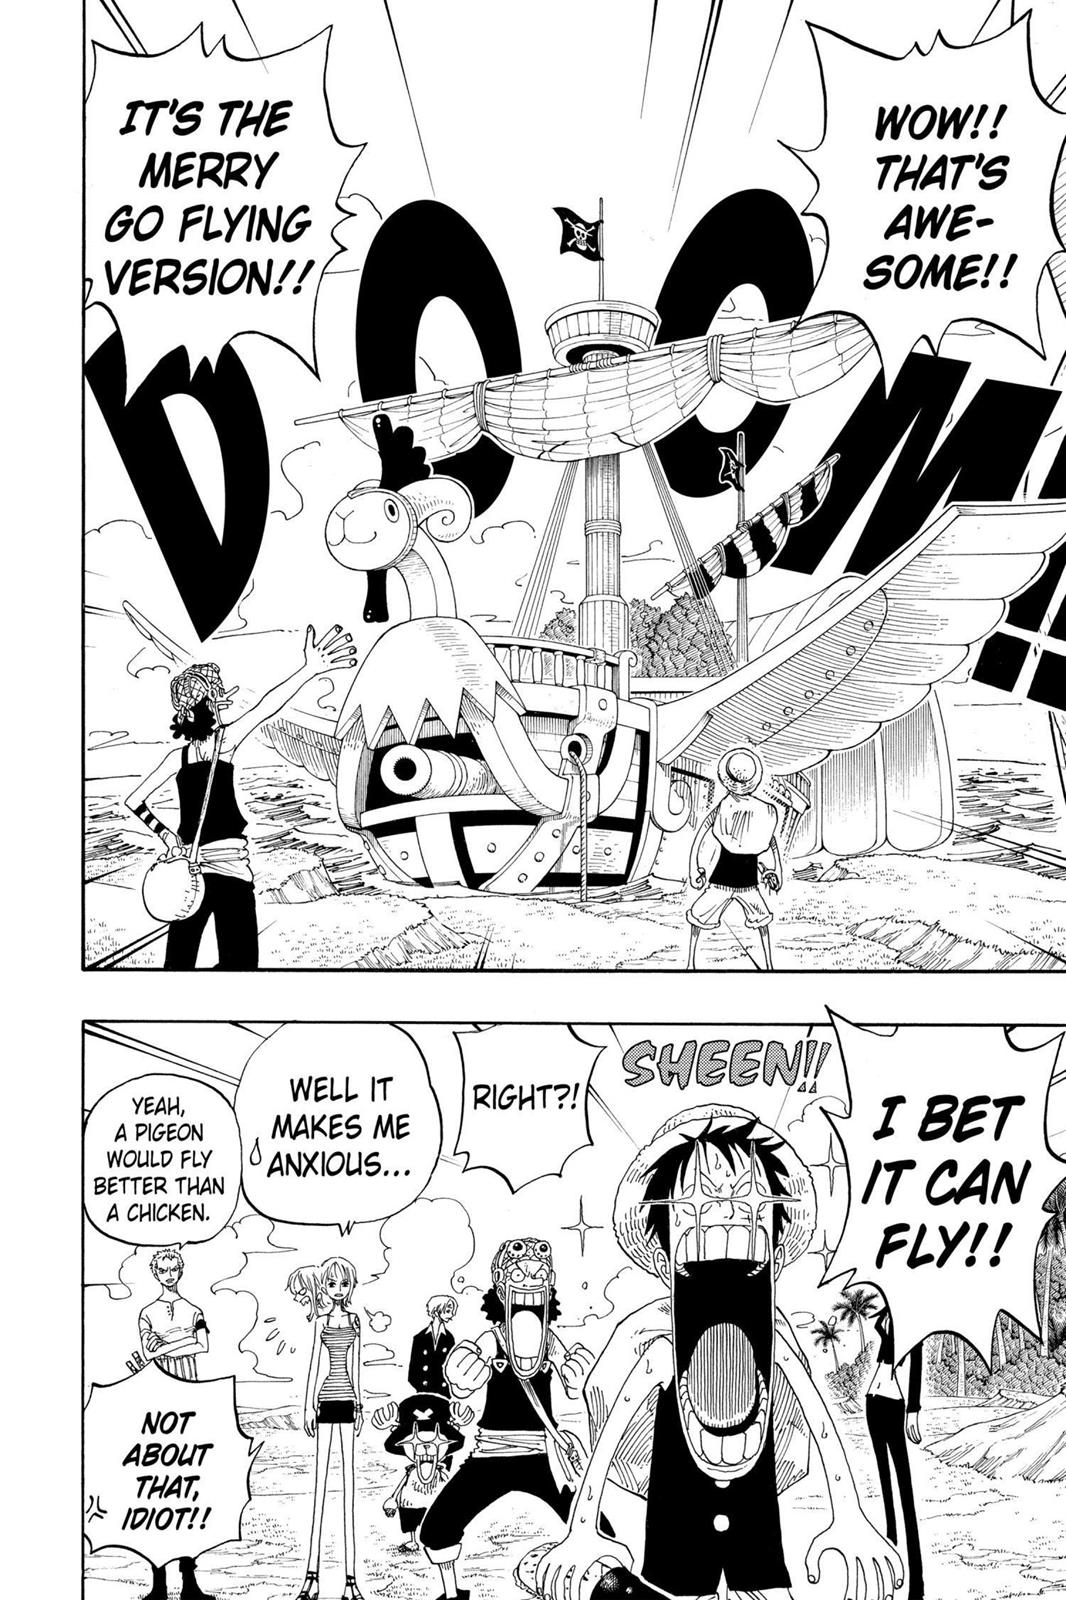 WOW!!
THAT'S
AWE-
SOME!!
IT'S THE
MERRY
GO FLYING
VERSION!!
DOOM!!
I BET
IT CAN
FLY!!
SHEEN!!
RIGHT?!
WELL IT
MAKES ME
ANXIOUS...
YEAH,
A PIGEON
WOULD FLY
BETTER THAN
A CHICKEN.
NOT
ABOUT
THAT,
IDIOT!!